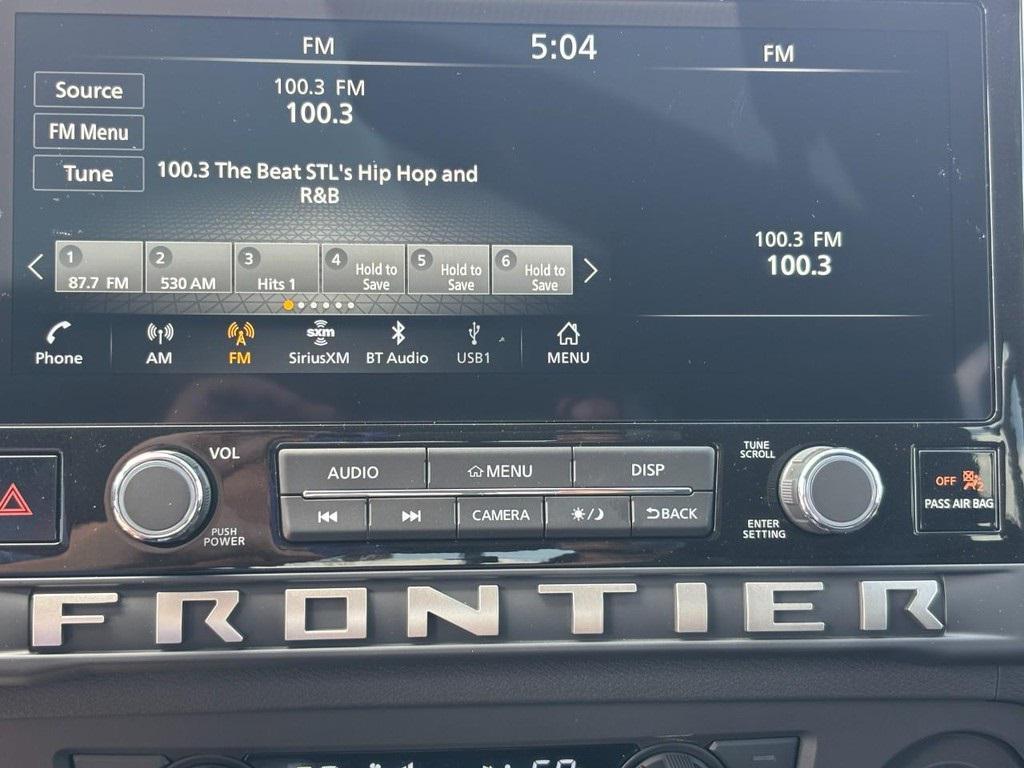 FM 5:04 FM
Source
100.3 FM
100.3
FM Menu
Tune
100.3 The Beat STL's Hip Hop and
R&B
1 87.7 FM
2 530 AM
3 Hits 1
4 Hold to
Save
5 Hold to
Save
6 Hold to
Save
100.3 FM
100.3
Phone
AM
FM
sxm
SiriusXM
BT Audio
USB1
MENU
VOL
PUSH
POWER
AUDIO
MENU
DISP
CAMERA
BACK
TUNE
SCROLL
ENTER
SETTING
OFF
PASS AIR BAG
FRONTIER